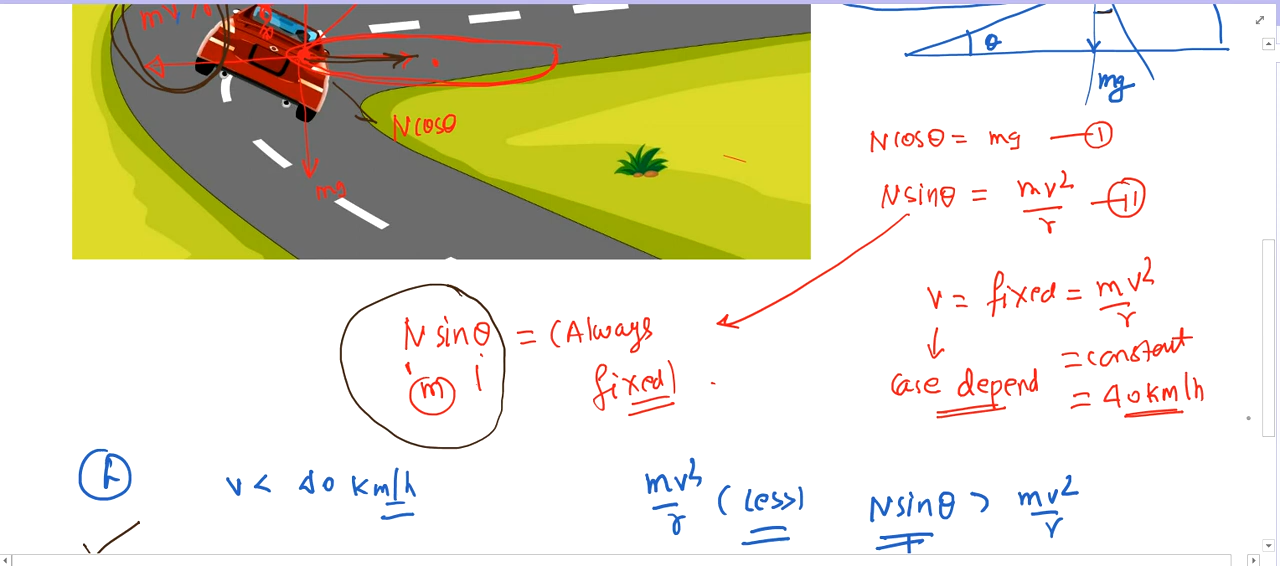 θ
mg
N cosθ
mg
N cosθ = mg — (1)
N sinθ = mv²/r — (11)
v = fixed = mv²/r
N sinθ = (Always
fixed)
m
= constant
case depend = 40 km/h
v < 40 km/h
mv²/r (Less)
N sinθ > mv²/r